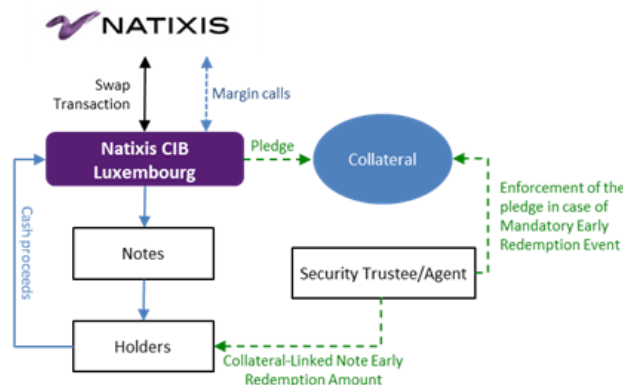 NATIXIS
Swap
Transaction
Margin calls
Natixis CIB
Luxembourg
Pledge
Collateral
Enforcement of the
pledge in case of
Mandatory Early
Redemption Event
Cash proceeds
Notes
Security Trustee/Agent
Holders
Collateral-Linked Note Early
Redemption Amount